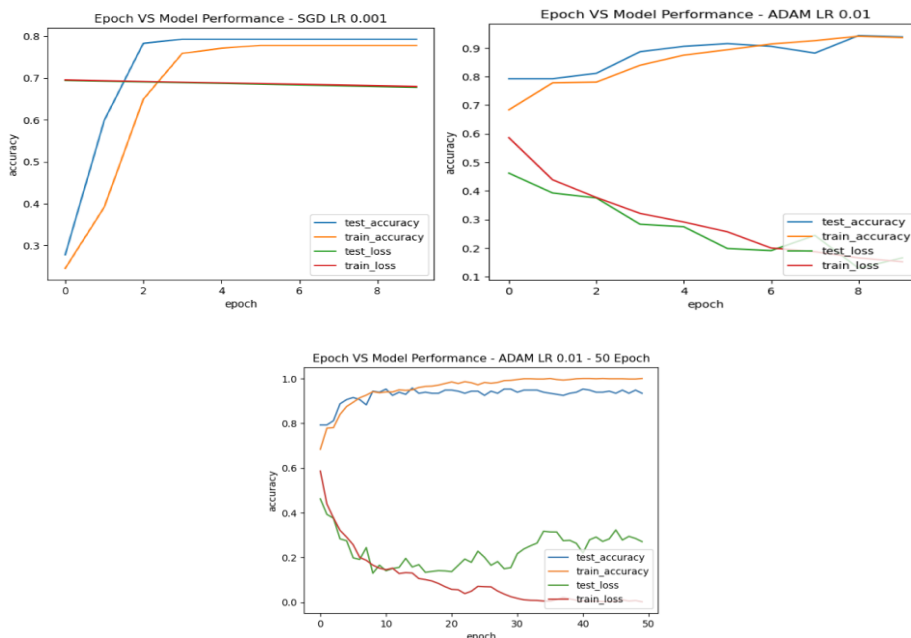 Epoch VS Model Performance - SGD LR 0.001
0.8
0.7
0.6
0.5
0.4
0.3
accuracy
test_accuracy
train_accuracy
test_loss
train_loss
0 2 4 6 8
epoch
Epoch VS Model Performance - ADAM LR 0.01
0.9
0.8
0.7
0.6
0.5
0.4
0.3
0.2
0.1
accuracy
test_accuracy
train_accuracy
test_loss
train_loss
0 2 4 6 8
epoch
Epoch VS Model Performance - ADAM LR 0.01 - 50 Epoch
1.0
0.8
0.6
0.4
0.2
0.0
accuracy
test_accuracy
train_accuracy
test_loss
train_loss
0 10 20 30 40 50
epoch